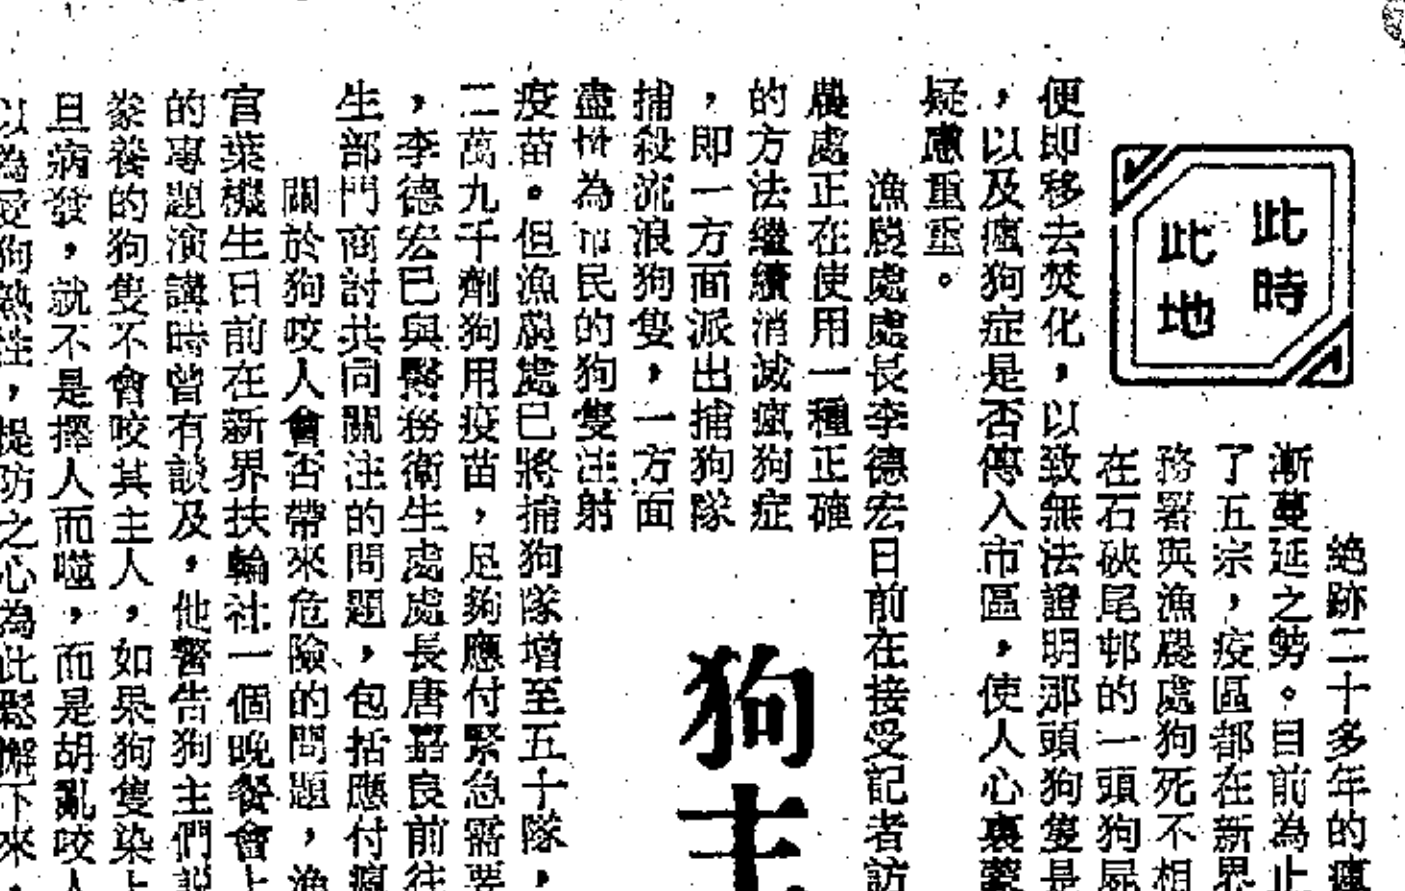 此時
此地
絕跡二十多年的瘋
漸蔓延之勢。目前為止
了五宗，疫區都在新界
務署與漁農處狗死不相
在石硤尾邨的一頭狗屍
便即移去焚化，以致無法證明那頭狗隻是
，以及瘋狗症是否傳入市區，使人心裏蒙
疑慮重重。
漁農處處長李德宏日前在接受記者訪
農處正在使用一種正確
的方法繼續消滅瘋狗症
，即一方面派出捕狗隊
捕殺流浪狗隻，一方面
盡世為市民的狗隻注射
狗主
疫苗。但漁農處已將捕狗隊增至五十隊，
二萬九千劑狗用疫苗，足夠應付緊急需要
，李德宏已與醫務衞生處處長唐嘉良前往
生部門商討共同關注的問題，包括應付瘋
關於狗咬人會否帶來危險的問題，漁
官葉機生日前在新界扶輪社一個晚餐會上
的專題演講時曾有談及，他警告狗主們說
豢養的狗隻不會咬其主人，如果狗隻染上
旦病發，就不是擇人而噬，而是胡亂咬人
以為愛狗熟性，提防之心為此鬆懈下來，